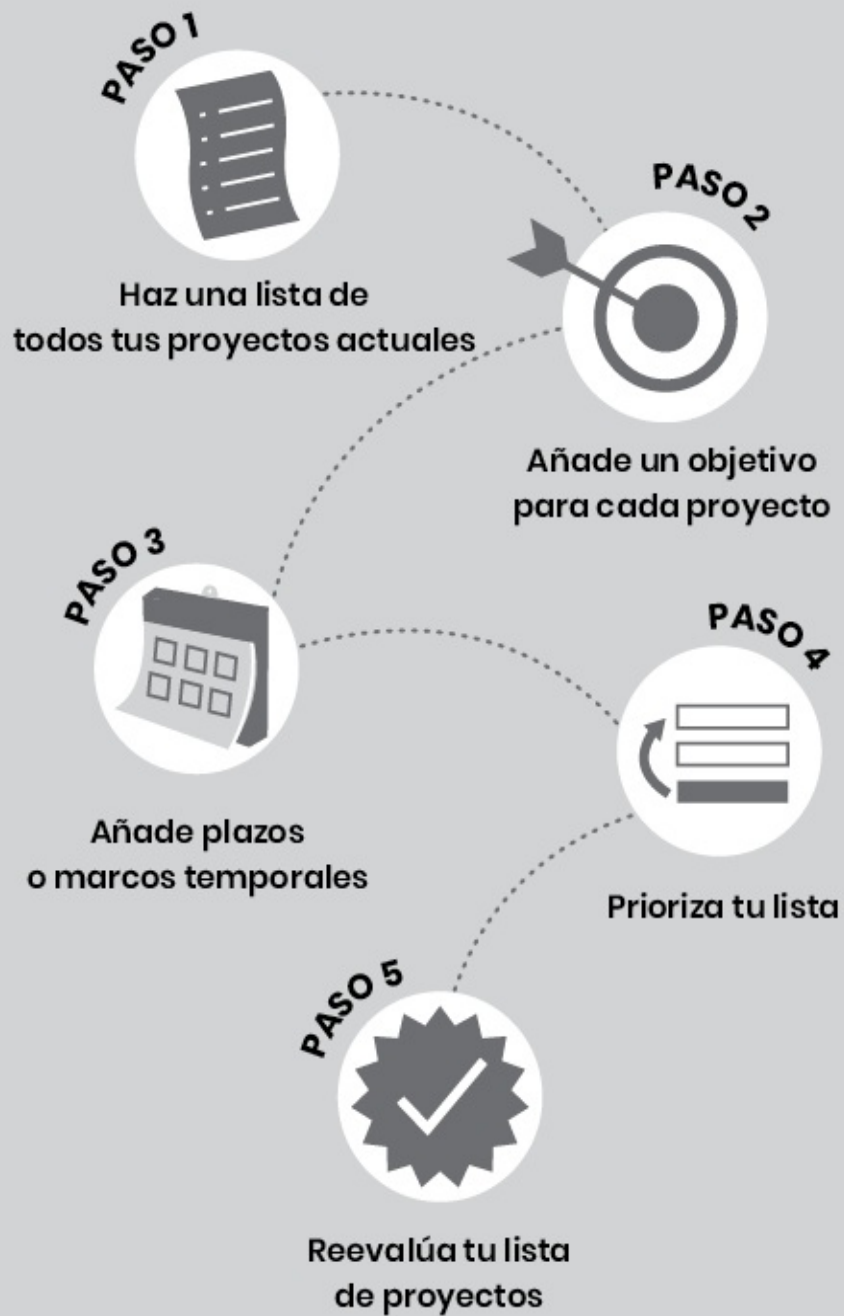 PASO 1
Haz una lista de
todos tus proyectos actuales
PASO 2
Añade un objetivo
para cada proyecto
PASO 3
Añade plazos
o marcos temporales
PASO 4
Prioriza tu lista
PASO 5
Reevalúa tu lista
de proyectos